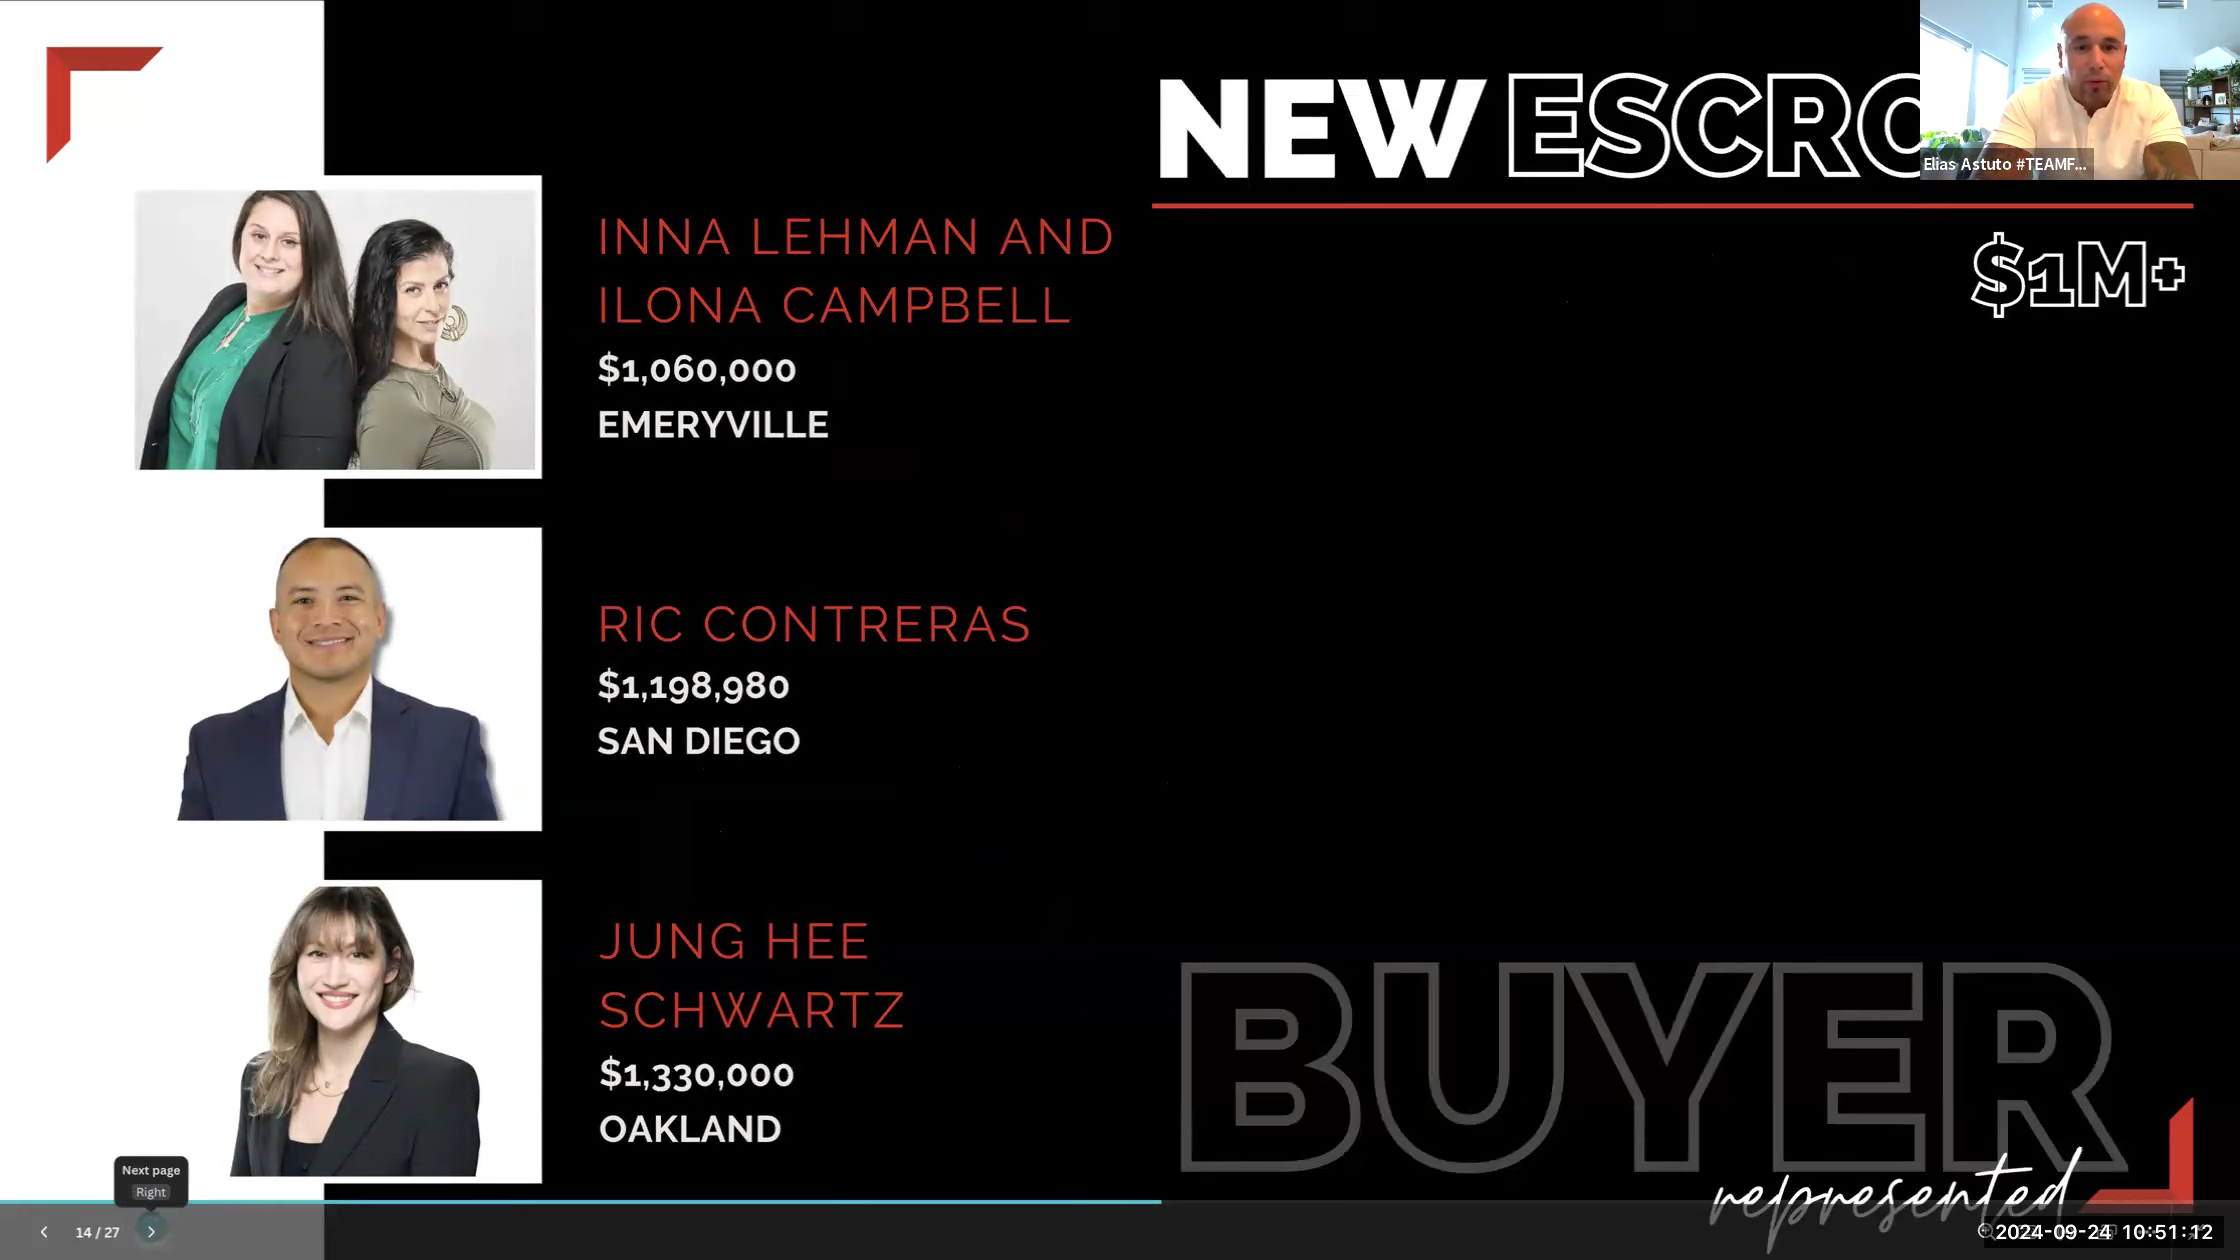 NEW ESCRO
Elias Astuto #TEAMF...
$1M+
INNA LEHMAN AND
ILONA CAMPBELL
$1,060,000
EMERYVILLE
RIC CONTRERAS
$1,198,980
SAN DIEGO
JUNG HEE
SCHWARTZ
$1,330,000
OAKLAND
BUYER
represented
Next page
Right
14 / 27
2024-09-24 10:51:12